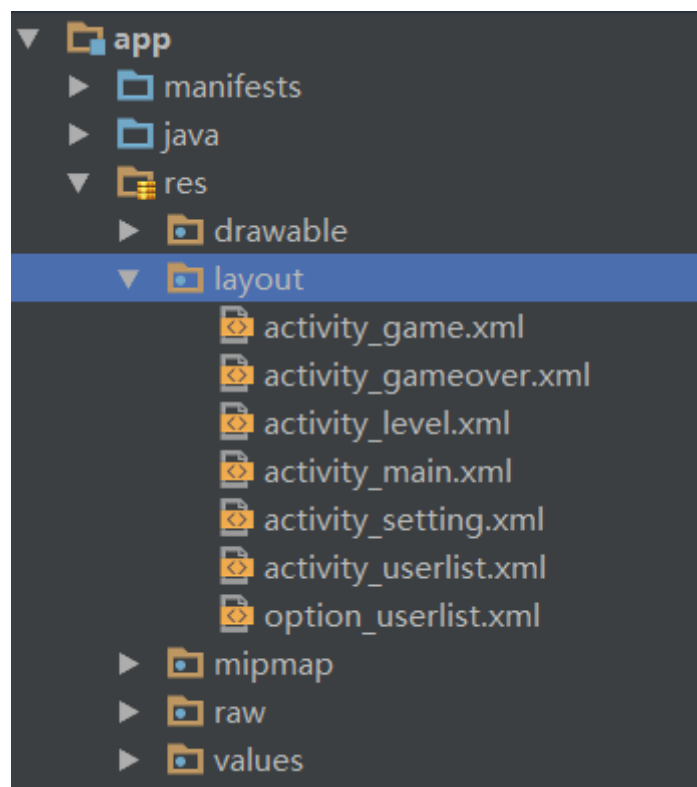 app
manifests
java
res
drawable
layout
activity_game.xml
activity_gameover.xml
activity_level.xml
activity_main.xml
activity_setting.xml
activity_userlist.xml
option_userlist.xml
mipmap
raw
values